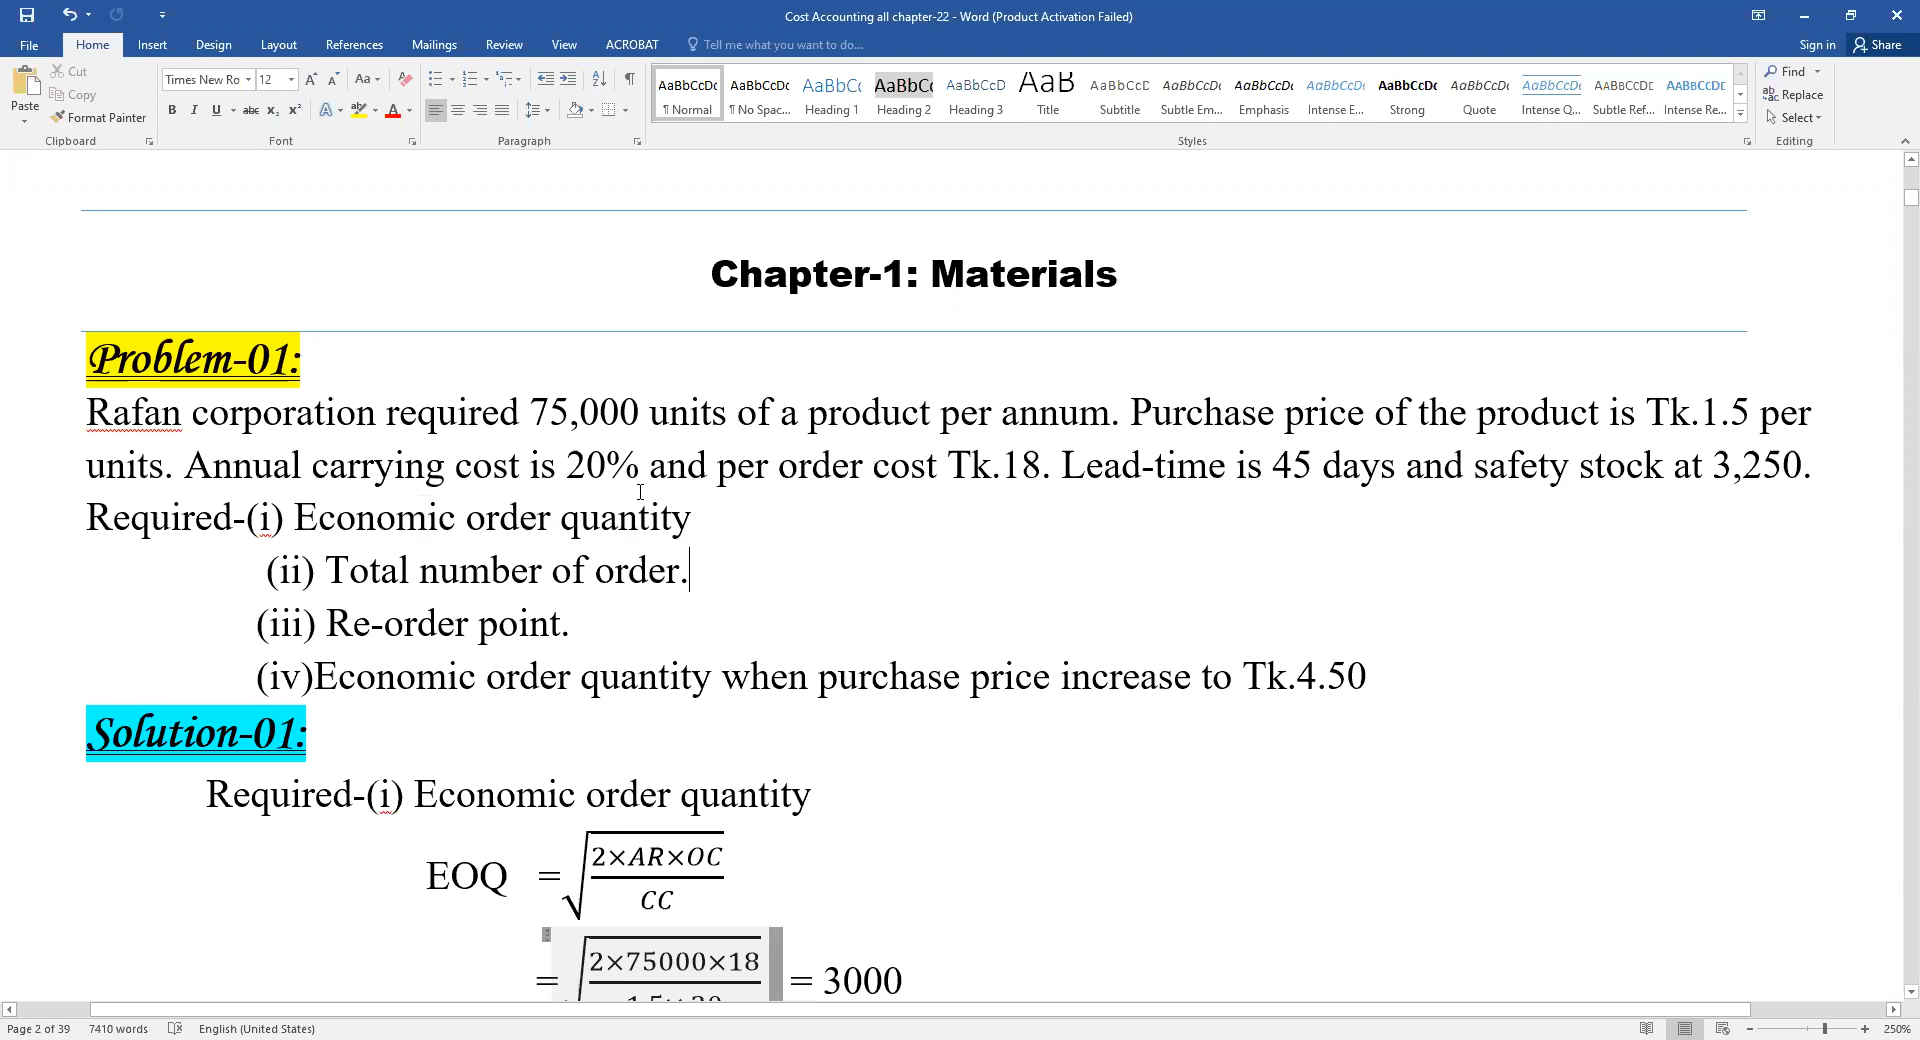 Cost Accounting all chapter-22 - Word (Product Activation Failed)
File Home Insert Design Layout References Mailings Review View ACROBAT Tell me what you want to do... Sign in Share
Paste Cut Copy Format Painter
Times New Ro 12 Aa
B I U abc x₂ x² A A
AaBbCcDc AaBbCcDc AaBbCc AaBbCc AaBbCcD AaB AaBbCcD AaBbCcDc AaBbCcDc AaBbCcDc AaBbCcDc AaBbCcDc AaBbCcDc AaBbCcDc AaBbCcDc
¶ Normal ¶ No Spac... Heading 1 Heading 2 Heading 3 Title Subtitle Subtle Em... Emphasis Intense E... Strong Quote Intense Q... Subtle Ref... Intense Re...
Find
Replace
Select
Clipboard Font Paragraph Styles Editing
Chapter-1: Materials
Problem-01:
Rafan corporation required 75,000 units of a product per annum. Purchase price of the product is Tk.1.5 per
units. Annual carrying cost is 20% and per order cost Tk.18. Lead-time is 45 days and safety stock at 3,250.
Required-(i) Economic order quantity
(ii) Total number of order.
(iii) Re-order point.
(iv)Economic order quantity when purchase price increase to Tk.4.50
Solution-01:
Required-(i) Economic order quantity
EOQ = √
2×AR×OC
CC
= √
2×75000×18
= 3000
Page 2 of 39 7410 words English (United States) 250%